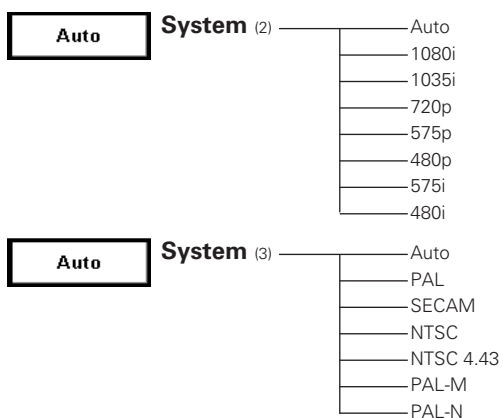 Auto System (2) Auto
1080i
1035i
720p
575p
480p
575i
480i
Auto System (3) Auto
PAL
SECAM
NTSC
NTSC 4.43
PAL-M
PAL-N